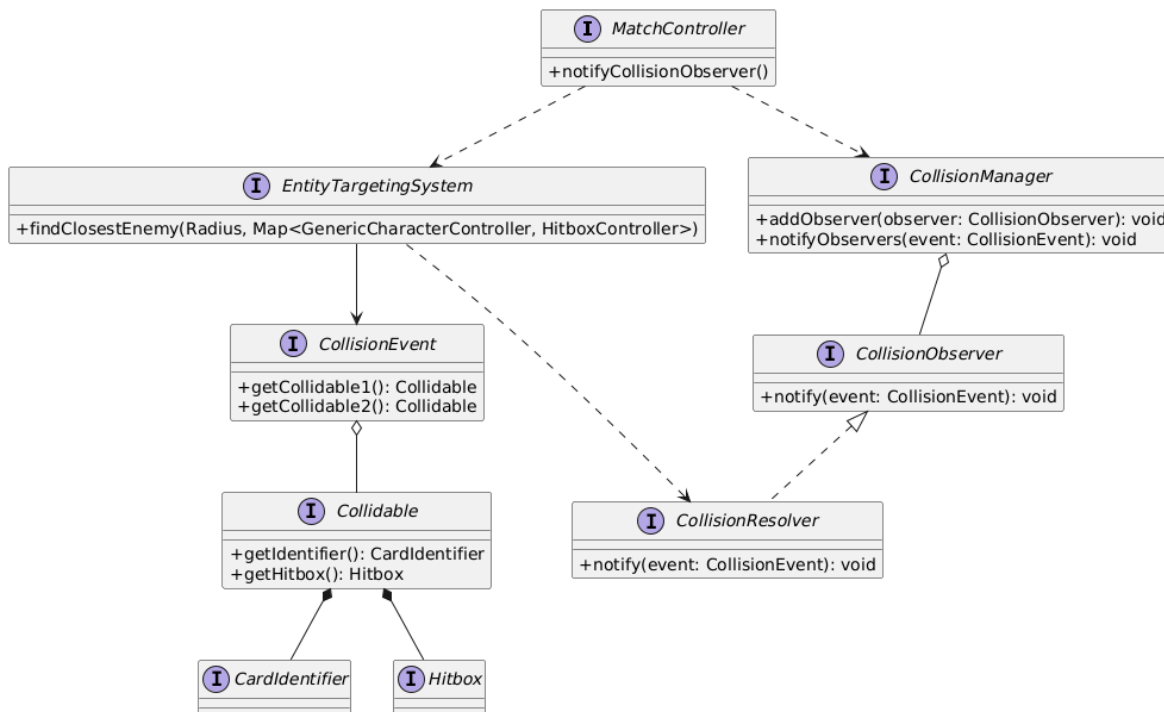 I MatchController
+notifyCollisionObserver()
I EntityTargetingSystem
+findClosestEnemy(Radius, Map<GenericCharacterController, HitboxController>)
I CollisionManager
+addObserver(observer: CollisionObserver): void
+notifyObservers(event: CollisionEvent): void
I CollisionEvent
+getCollidable1(): Collidable
+getCollidable2(): Collidable
I CollisionObserver
+notify(event: CollisionEvent): void
I Collidable
+getIdentifier(): CardIdentifier
+getHitbox(): Hitbox
I CollisionResolver
+notify(event: CollisionEvent): void
I CardIdentifier
I Hitbox